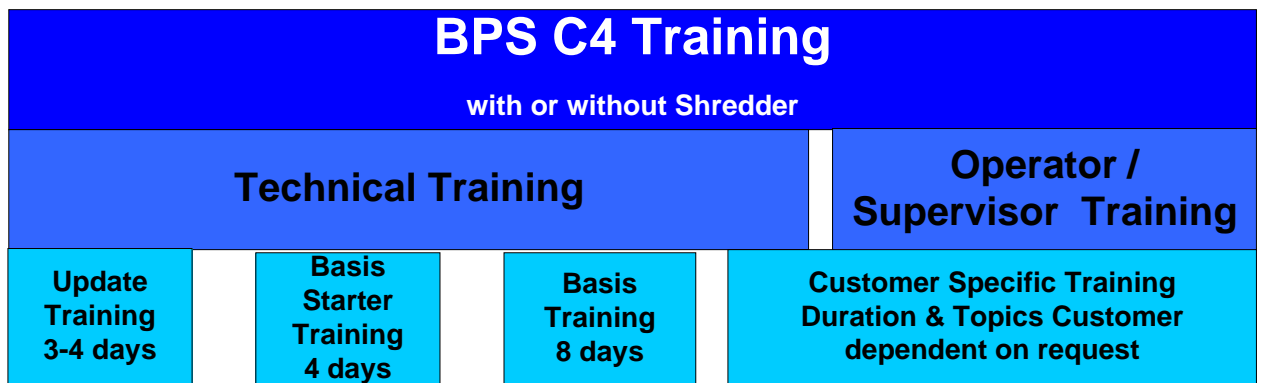 BPS C4 Training
with or without Shredder
Technical Training
Operator /
Supervisor Training
Update
Training
3-4 days
Basis
Starter
Training
4 days
Basis
Training
8 days
Customer Specific Training
Duration & Topics Customer
dependent on request